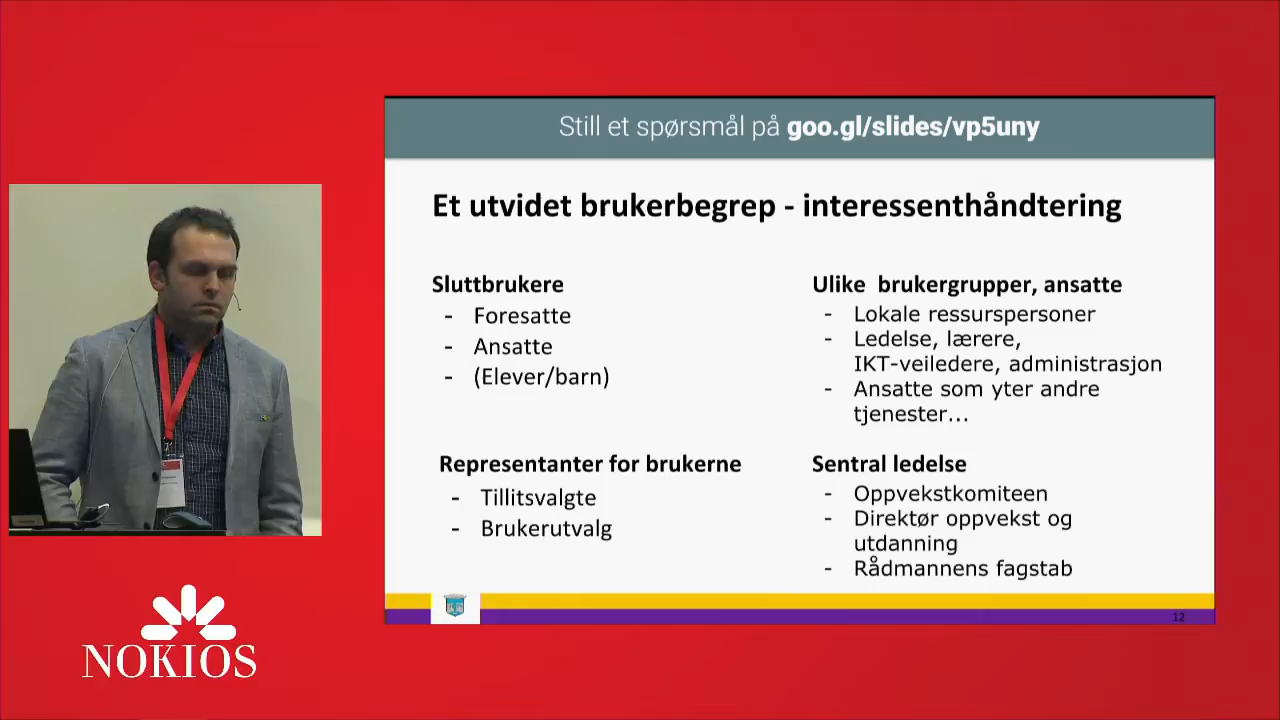 Still et spørsmål på goo.gl/slides/vp5uny
Et utvidet brukerbegrep - interessenthåndtering
Sluttbrukere
- Foresatte
- Ansatte
- (Elever/barn)
Ulike brukergrupper, ansatte
- Lokale ressurspersoner
- Ledelse, lærere,
IKT-veiledere, administrasjon
- Ansatte som yter andre
tjenester...
Representanter for brukerne
- Tillitsvalgte
- Brukerutvalg
Sentral ledelse
- Oppvekstkomiteen
- Direktør oppvekst og
utdanning
- Rådmannens fagstab
12
NOKIOS